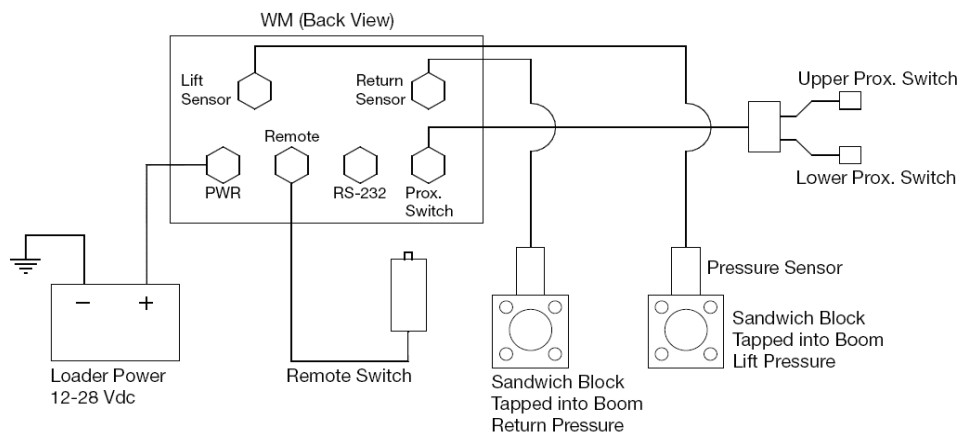 WM (Back View)
Lift
Sensor
Return
Sensor
Upper Prox. Switch
Remote
PWR
RS-232
Prox.
Switch
Lower Prox. Switch
Pressure Sensor
− +
Loader Power
12-28 Vdc
Remote Switch
Sandwich Block
Tapped into Boom
Return Pressure
Sandwich Block
Tapped into Boom
Lift Pressure